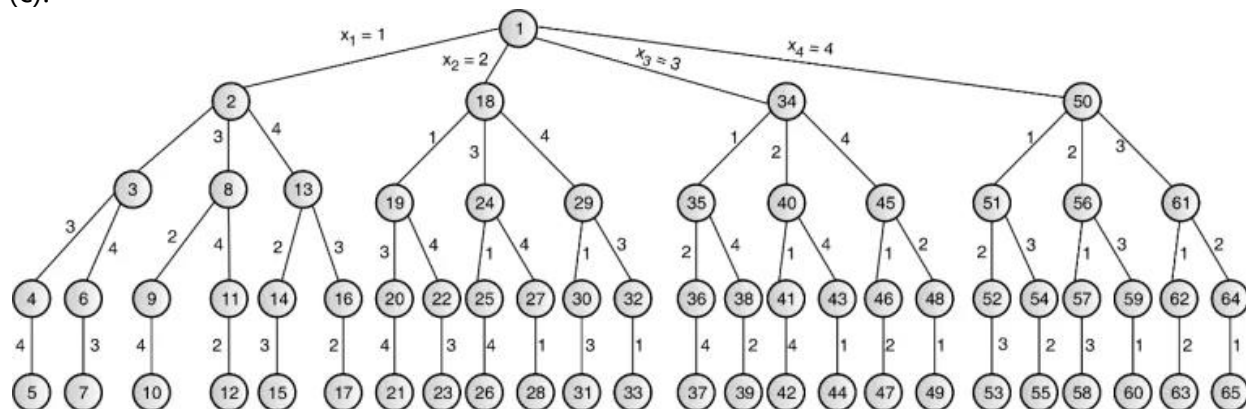 (c).
1
x1 = 1
x2 = 2
x3 = 3
x4 = 4
2 18 34 50
3 4 1 3 4 1 2 4 1 2 3
3 8 13 19 24 29 35 40 45 51 56 61
3 4 2 4 2 3 3 4 1 4 1 3 2 4 1 4 1 2 2 3 1 3 1 2
4 6 9 11 14 16 20 22 25 27 30 32 36 38 41 43 46 48 52 54 57 59 62 64
4 3 4 2 3 2 4 3 4 1 3 1 4 2 4 1 2 1 3 2 3 1 2 1
5 7 10 12 15 17 21 23 26 28 31 33 37 39 42 44 47 49 53 55 58 60 63 65